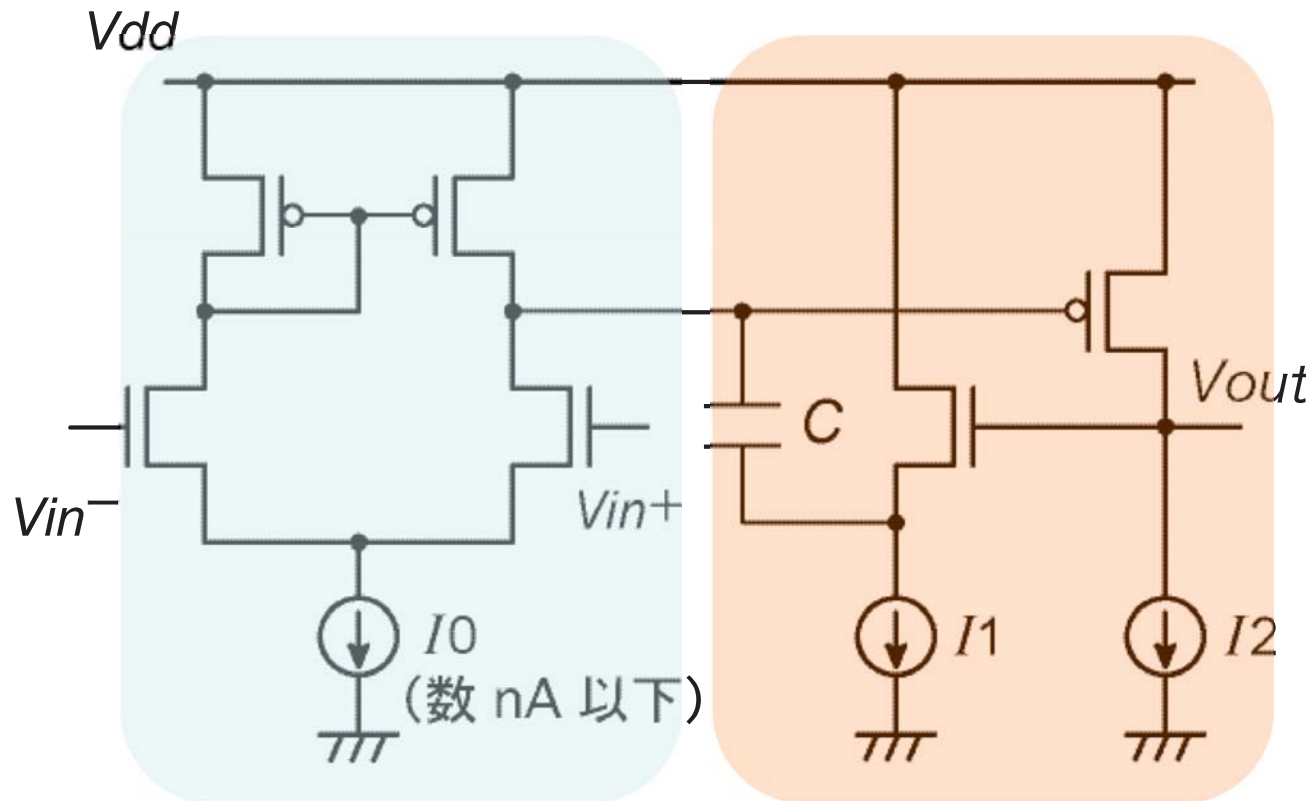 Vdd
C
Vout
Vin−
Vin+
I0
(数 nA 以下)
I1
I2